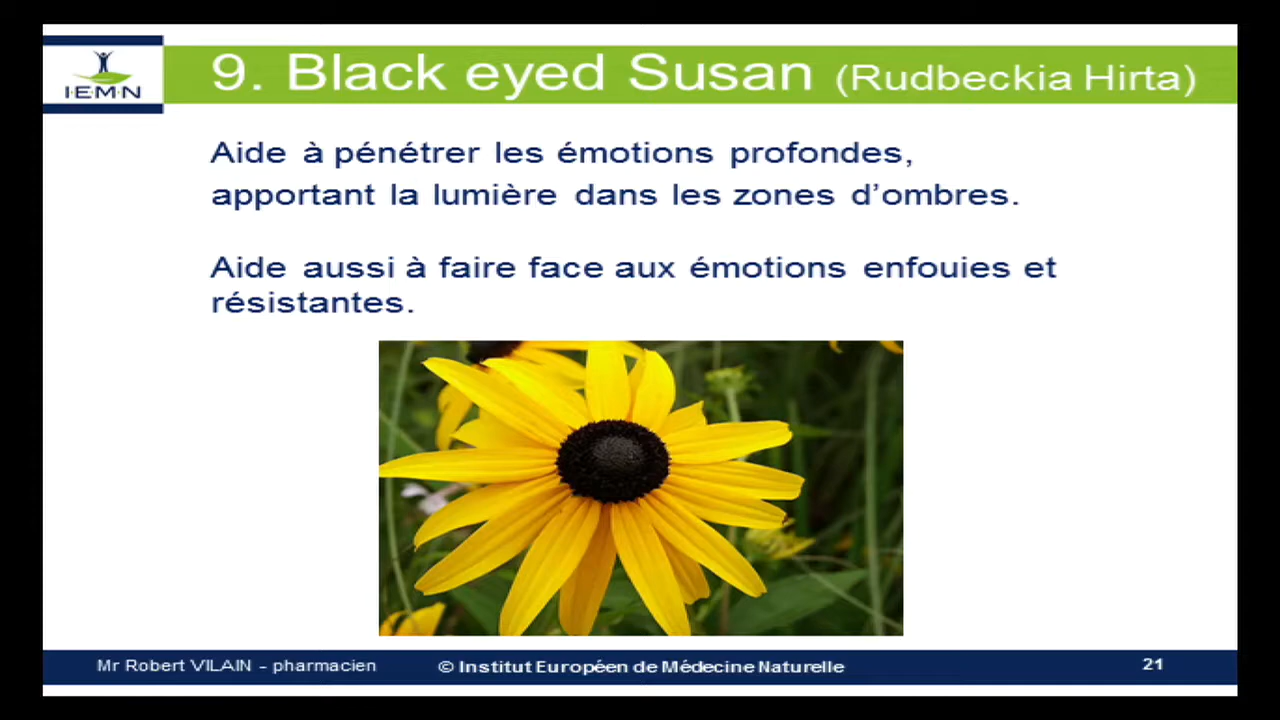 I·E·M·N
9. Black eyed Susan (Rudbeckia Hirta)
Aide à pénétrer les émotions profondes,
apportant la lumière dans les zones d’ombres.
Aide aussi à faire face aux émotions enfouies et
résistantes.
Mr Robert VILAIN – pharmacien
© Institut Européen de Médecine Naturelle
21